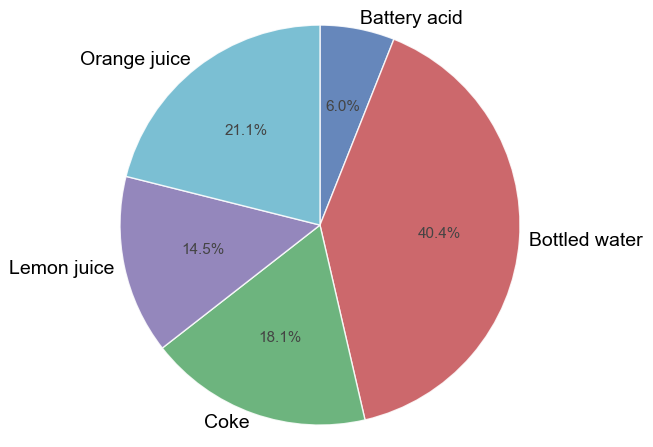 Battery acid
Orange juice
6.0%
21.1%
40.4%
Bottled water
14.5%
Lemon juice
18.1%
Coke